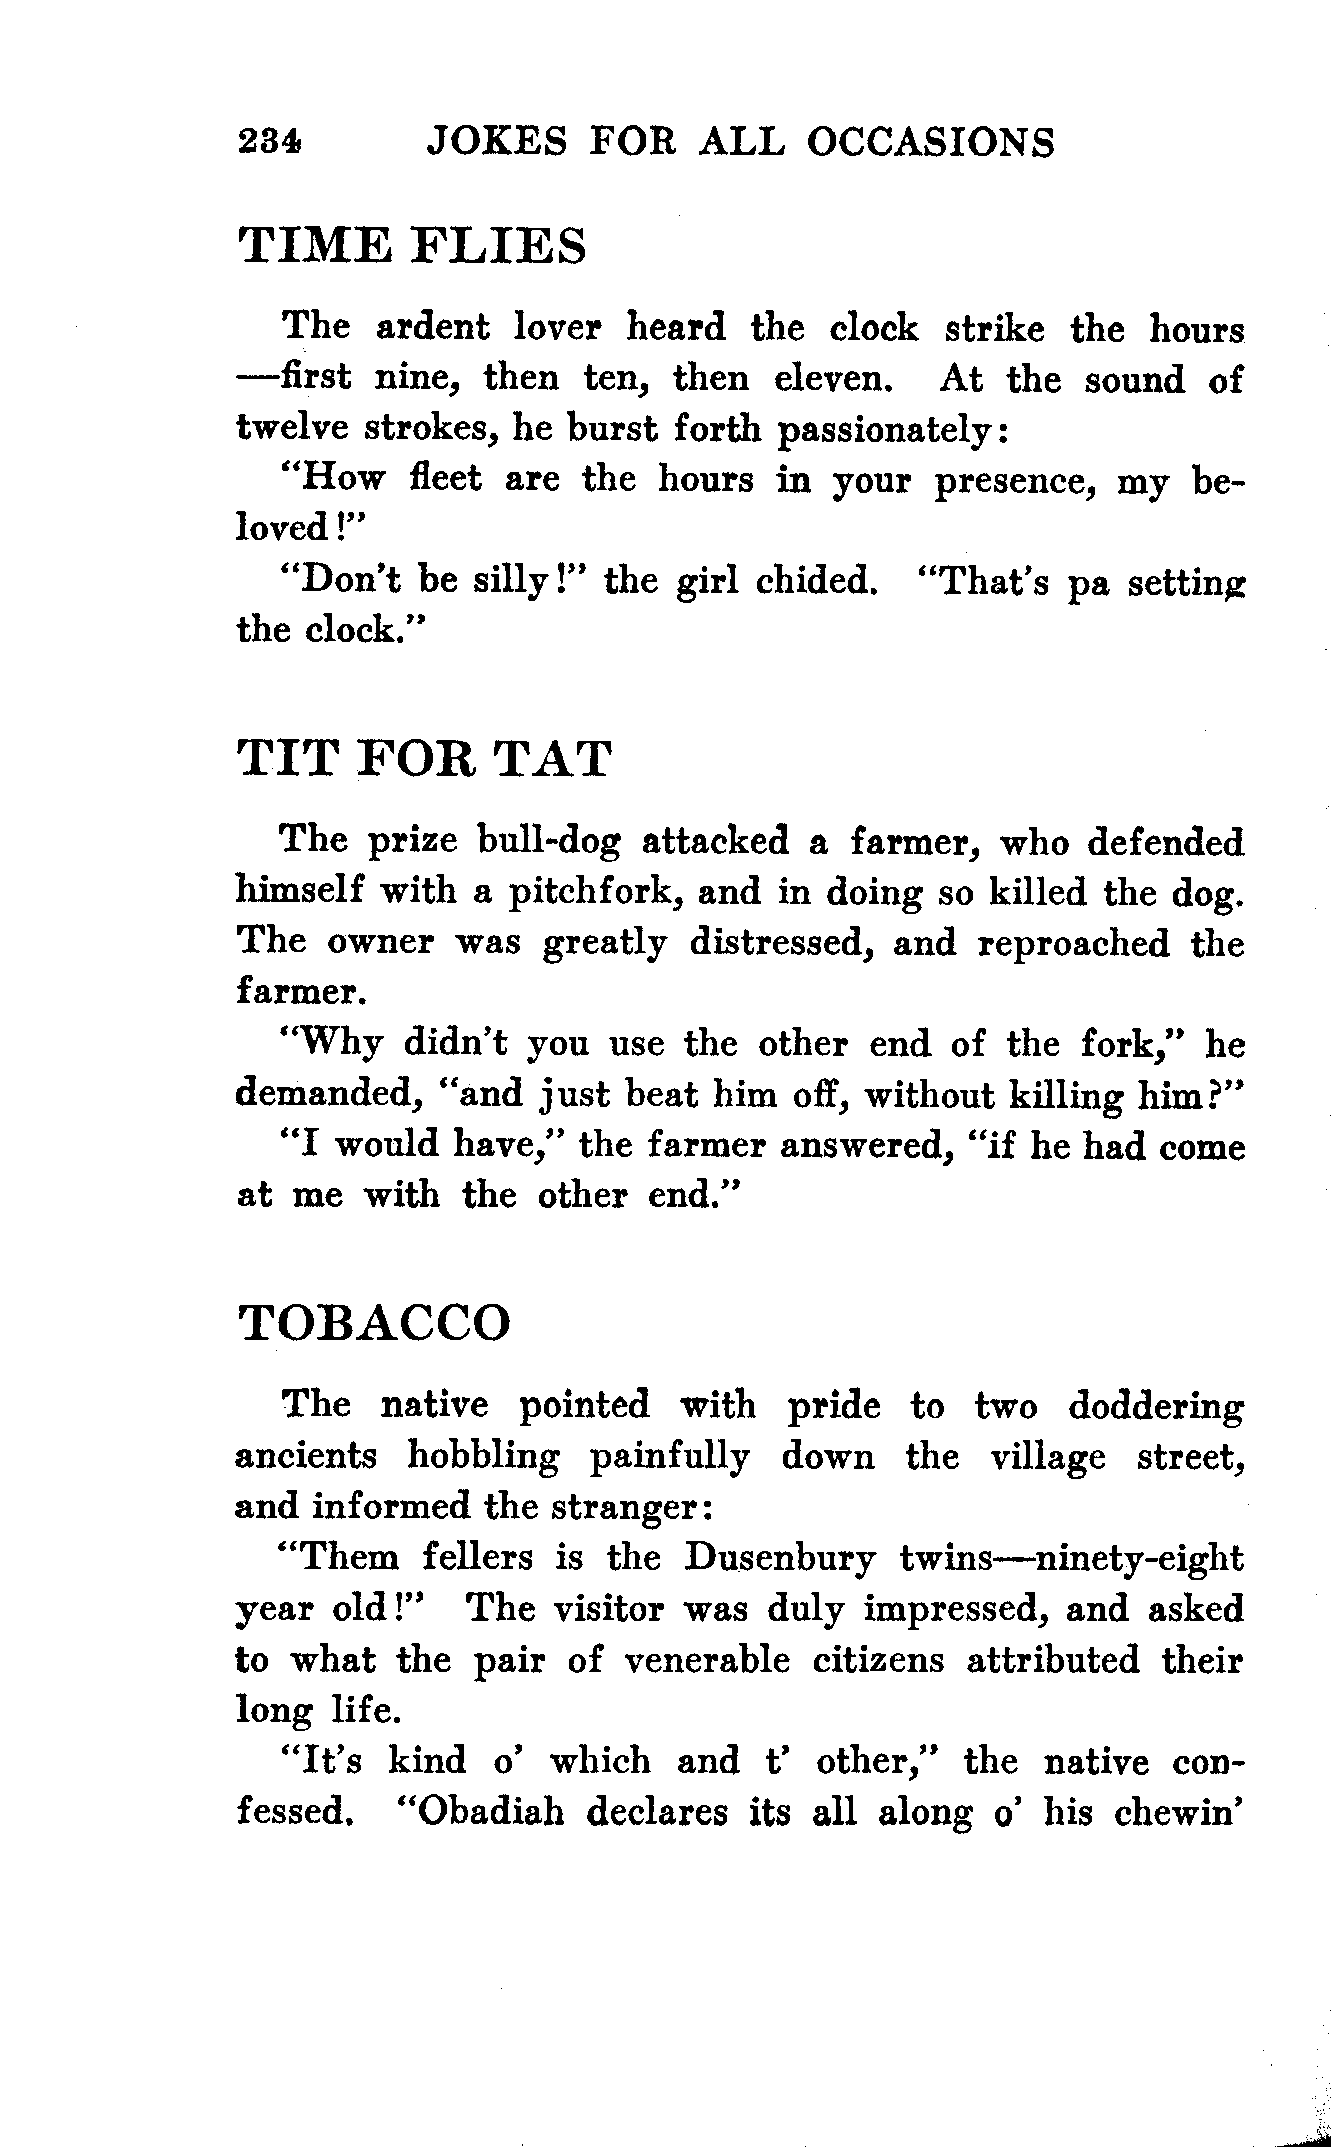 234 JOKES FOR ALL OCCASIONS
TIME FLIES
The ardent lover heard the clock strike the hours
—first nine, then ten, then eleven. At the sound of
twelve strokes, he burst forth passionately:
"How fleet are the hours in your presence, my be-
loved!"
"Don't be silly!" the girl chided. "That's pa setting
the clock."
TIT FOR TAT
The prize bull-dog attacked a farmer, who defended
himself with a pitchfork, and in doing so killed the dog.
The owner was greatly distressed, and reproached the
farmer.
"Why didn't you use the other end of the fork," he
demanded, "and just beat him off, without killing him?"
"I would have," the farmer answered, "if he had come
at me with the other end."
TOBACCO
The native pointed with pride to two doddering
ancients hobbling painfully down the village street,
and informed the stranger:
"Them fellers is the Dusenbury twins—ninety-eight
year old!" The visitor was duly impressed, and asked
to what the pair of venerable citizens attributed their
long life.
"It's kind o' which and t' other," the native con-
fessed. "Obadiah declares its all along o' his chewin'